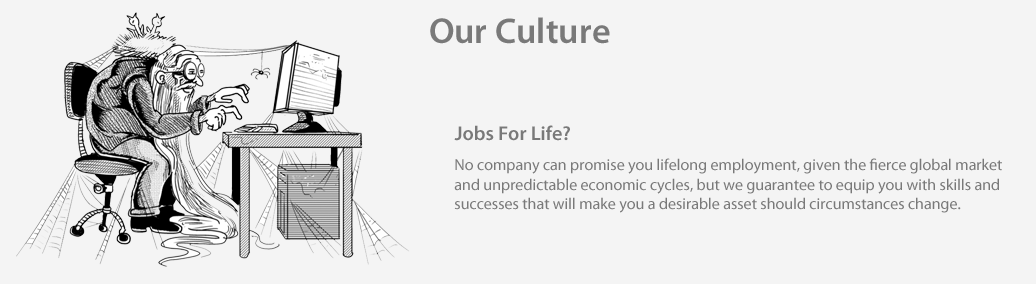 Our Culture
Jobs For Life?
No company can promise you lifelong employment, given the fierce global market
and unpredictable economic cycles, but we guarantee to equip you with skills and
successes that will make you a desirable asset should circumstances change.